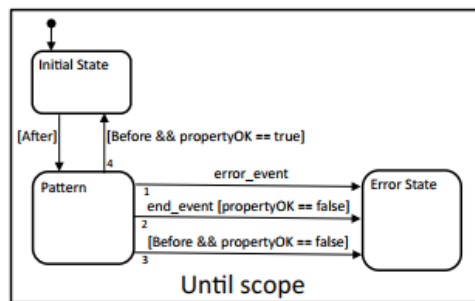 Initial State
[After]
[Before && propertyOK == true]
4
Pattern
error_event
1
Error State
end_event [propertyOK == false]
2
[Before && propertyOK == false]
3
Until scope